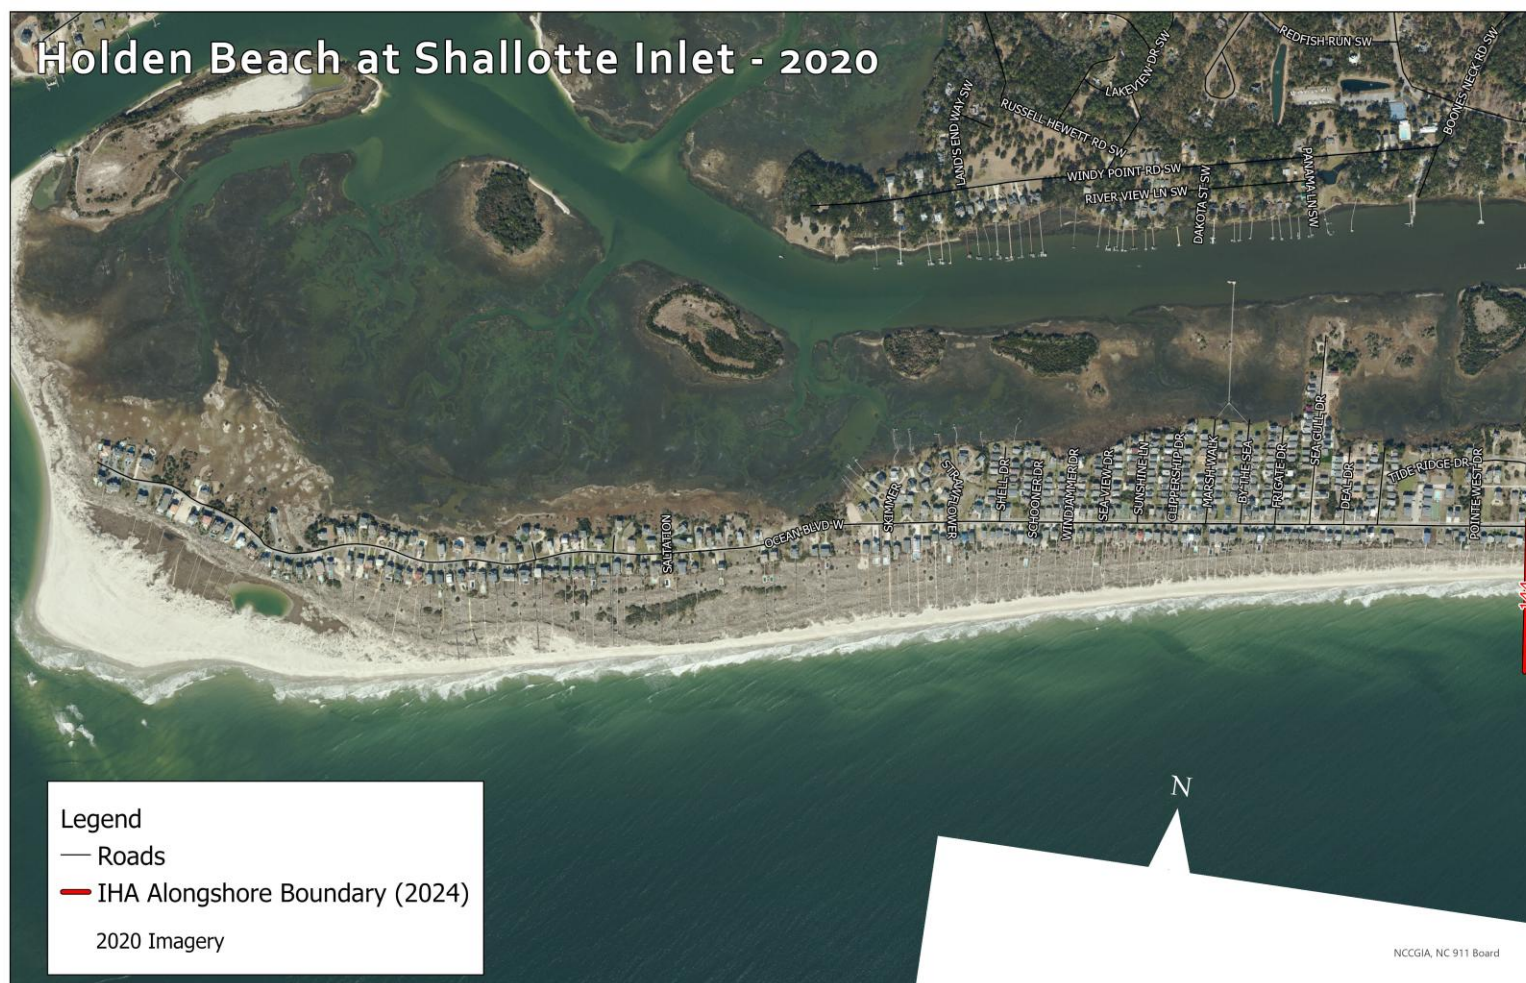 Holden Beach at Shallotte Inlet - 2020
REDFISH RUN SW
BOONES NECK RD SW
LAKEVIEW DR SW
LAND'S END WAY SW
RUSSELL HEWETT RD SW
WINDY POINT RD SW
PANAMA LN SW
RIVER VIEW LN SW
DAKOTA ST SW
SKIMMER
STRAWFLOWER
SHELL DR
SCHOONER DR
WINDJAMMER DR
SEA VIEW DR
SUNSHINE LN
CLIPPERSHIP DR
MARSH WALK
BY THE SEA
FRIGATE DR
SEA GULL DR
DEAL DR
TIDE RIDGE DR
POINTE WEST DR
OCEAN BLVD W
SALTATION
144
N
Legend
Roads
IHA Alongshore Boundary (2024)
2020 Imagery
NCCGIA, NC 911 Board